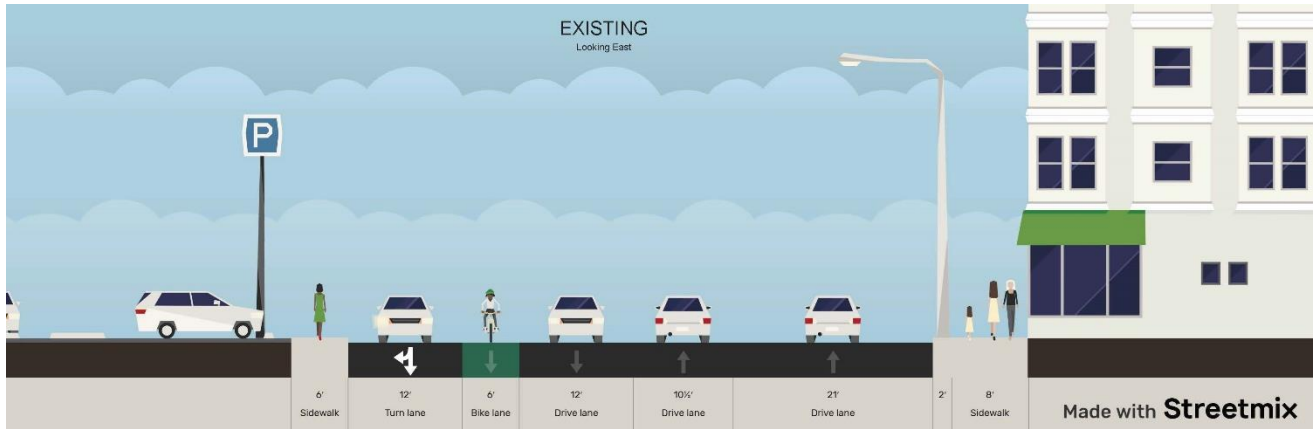 EXISTING
Looking East
P
6' 12' 6' 12' 10½' 21' 2' 8'
Sidewalk Turn lane Bike lane Drive lane Drive lane Drive lane Sidewalk
Made with Streetmix